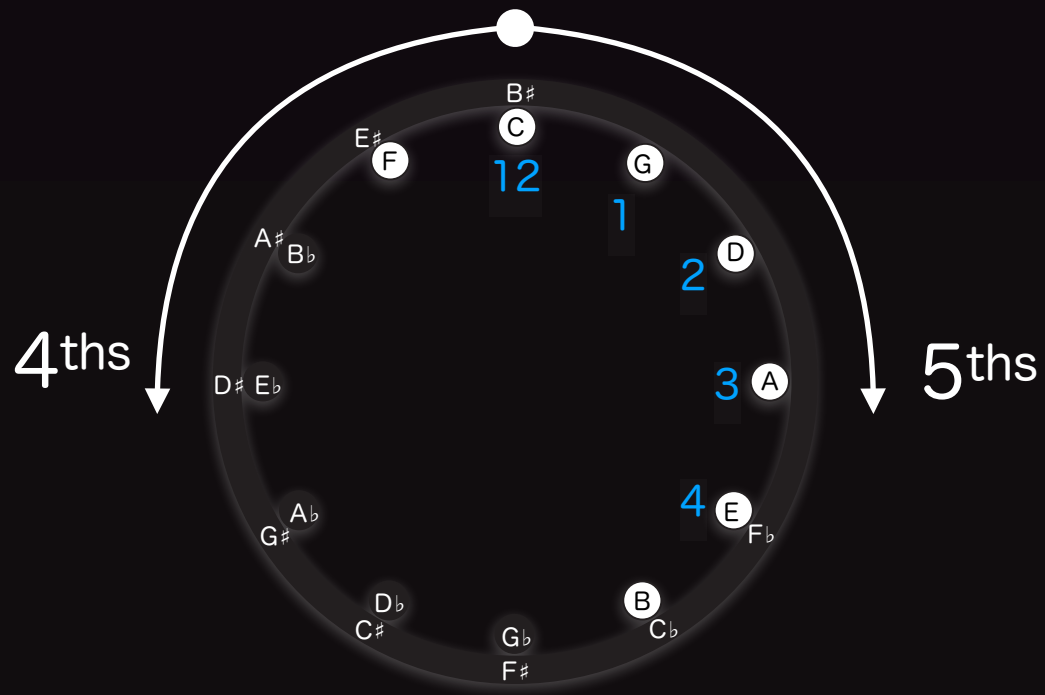 B♯
C
E♯
F
G
12
1
A♯
B♭
D
2
4ths
5ths
D♯ E♭
3
A
4
E
F♭
A♭
G♯
D♭
C♯
B
C♭
G♭
F♯